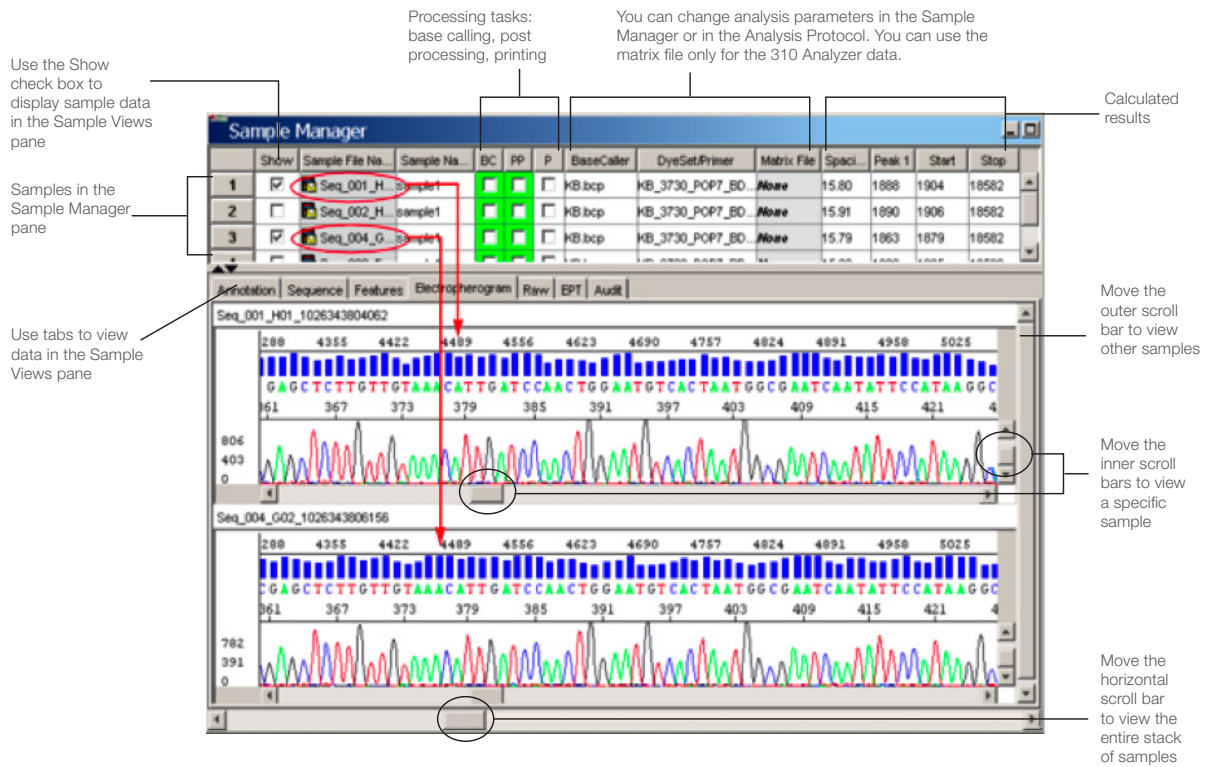 Processing tasks:
base calling, post
processing, printing
You can change analysis parameters in the Sample
Manager or in the Analysis Protocol. You can use the
matrix file only for the 310 Analyzer data.
Use the Show
check box to
display sample data
in the Sample Views
pane
Calculated
results
Samples in the
Sample Manager
pane
Use tabs to view
data in the Sample
Views pane
Sample Manager
Show Sample File Na... Sample Na... BC PP P BaseCaller DyeSet/Primer Matrix File Spaci... Peak 1 Start Stop
1 Seq_001_H... sample1 KB.bcp KB_3730_POP7_BD... None 15.80 1888 1904 18582
2 Seq_002_H... sample1 KB.bcp KB_3730_POP7_BD... None 15.91 1890 1906 18582
3 Seq_004_G... sample1 KB.bcp KB_3730_POP7_BD... None 15.79 1863 1879 18582
Annotation Sequence Features Electropherogram Raw EPT Audit
Seq_001_H01_1026343804062
288 4355 4422 4489 4556 4623 4690 4757 4824 4891 4958 5025
GAGCTCTTGTTGTAAACATTGATCCAACTGGAATGTCACTAATGGCGAATCAATATTCCATAAGGC
361 367 373 379 385 391 397 403 409 415 421 4
806
403
0
Seq_004_G02_1026343806156
288 4355 4422 4489 4556 4623 4690 4757 4824 4891 4958 5025
CGAGCTCTTGTTGTAAACATTGATCCAACTGGAATGTCACTAATGGCGAATCAATATTCCATAAGGC
361 367 373 379 385 391 397 403 409 415 421 4
782
391
0
Move the
outer scroll
bar to view
other samples
Move the
inner scroll
bars to view
a specific
sample
Move the
horizontal
scroll bar
to view the
entire stack
of samples